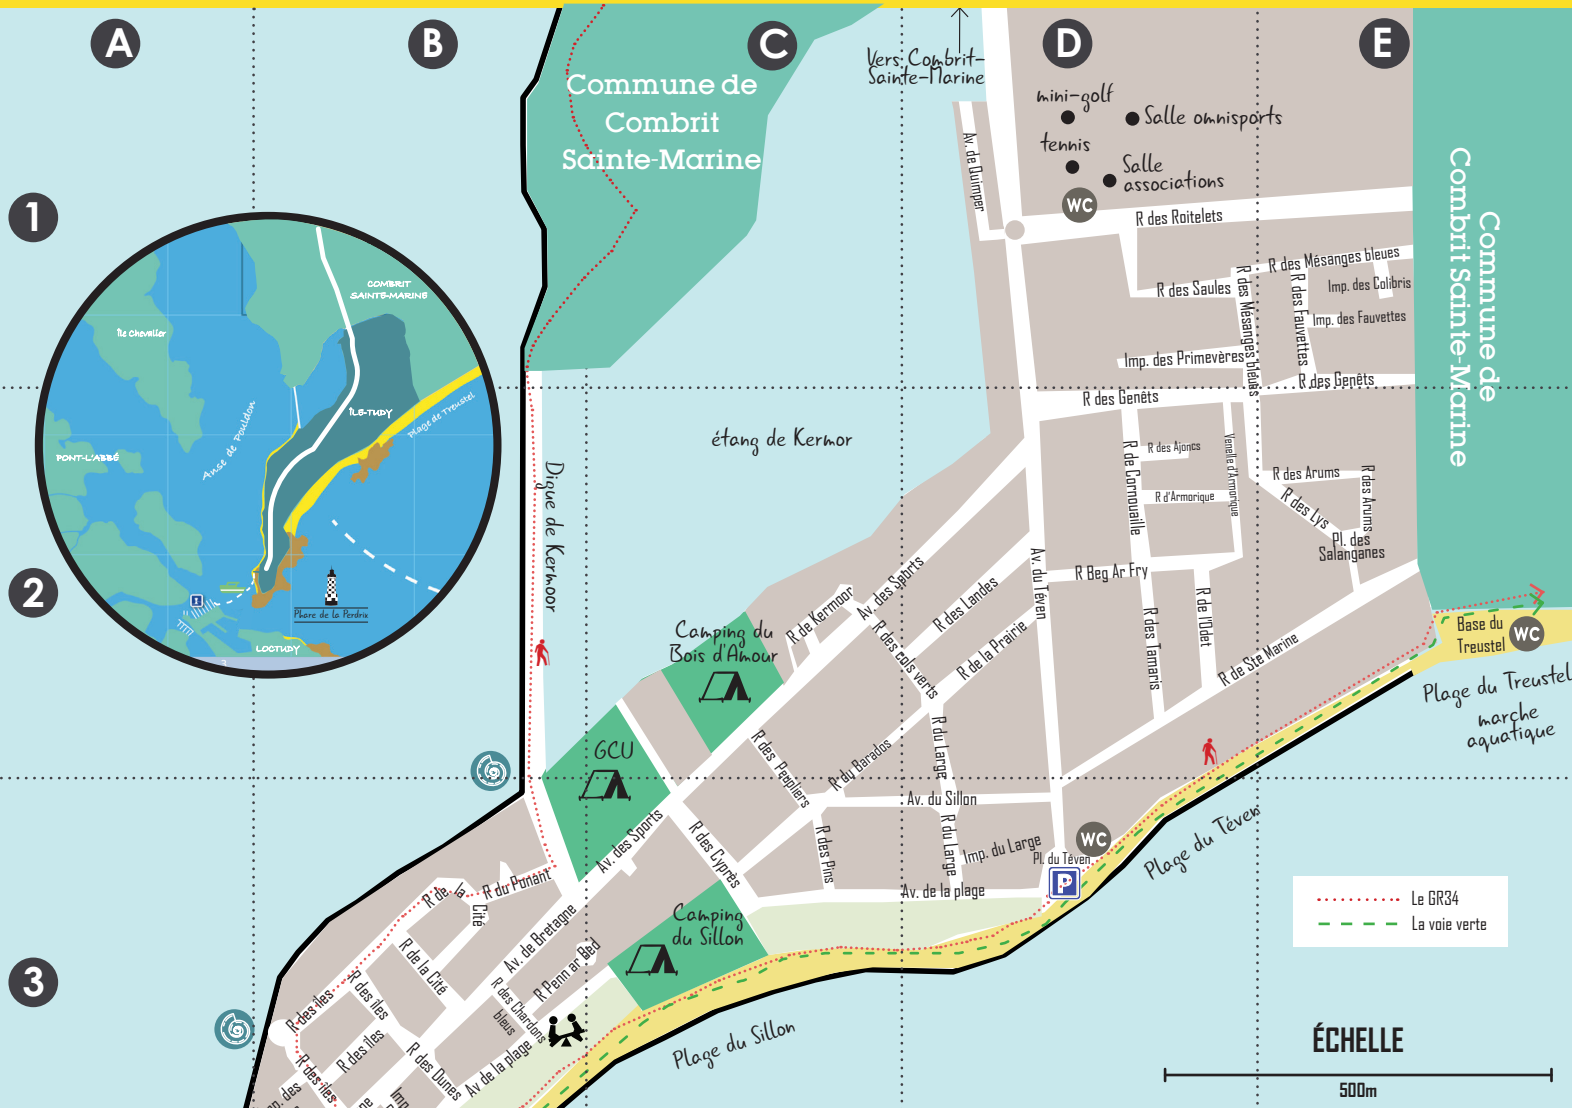 A
B
C
D
E
1
2
3
Commune de
Combrit
Sainte-Marine
Vers Combrit-
Sainte-Marine
mini-golf
Salle omnisports
tennis
Salle
associations
WC
Av. de Quimper
R des Roitelets
R des Mésanges bleues
Imp. des Colibris
R des Saules
R des Mésanges bleues
R des Fauvettes
Imp. des Fauvettes
Imp. des Primevères
R des Genêts
R des Genêts
Commune de
Combrit Sainte-Marine
COMBRIT
SAINTE-MARINE
Île Chevalier
ÎLE-TUDY
Anse de Pouldon
Plage de Treustel
PONT-L'ABBÉ
Phare de la Perdrix
LOCTUDY
étang de Kermor
Digue de Kermoor
R des Ajoncs
R de Cornouaille
Venelle d'Armorique
R d'Armorique
R des Arums
R des Arums
R des Lys
Pl. des
Salanganes
Av. du Téven
R Beg Ar Fry
R des Tamaris
R de l'Odet
R de Ste Marine
Av. des Sports
R de Kermoor
R des Landes
R des cols verts
R de la Prairie
Camping du
Bois d'Amour
GCU
Base du
Treustel
WC
Plage du Treustel
marche
aquatique
R du Large
R des Peupliers
R du Barados
Av. du Sillon
R des Cyprès
R des Pins
R du Large
Imp. du Large
WC
Pl. du Téven
P
Av. de la plage
Plage du Téven
Av. des Sports
R du Ponant
R de la
Cité
Av. de Bretagne
R de la Cité
R Penn ar Bed
Camping
du Sillon
R des Chardons
bleus
R des îles
R des îles
R des îles
R des îles
R des Dunes
Av de la plage
Imp
Plage du Sillon
Le GR34
La voie verte
ÉCHELLE
500m